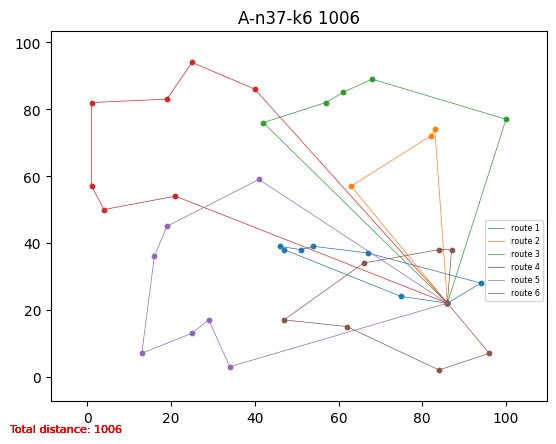 A-n37-k6 1006
100
80
60
40
20
0
route 1
route 2
route 3
route 4
route 5
route 6
0 20 40 60 80 100
Total distance: 1006